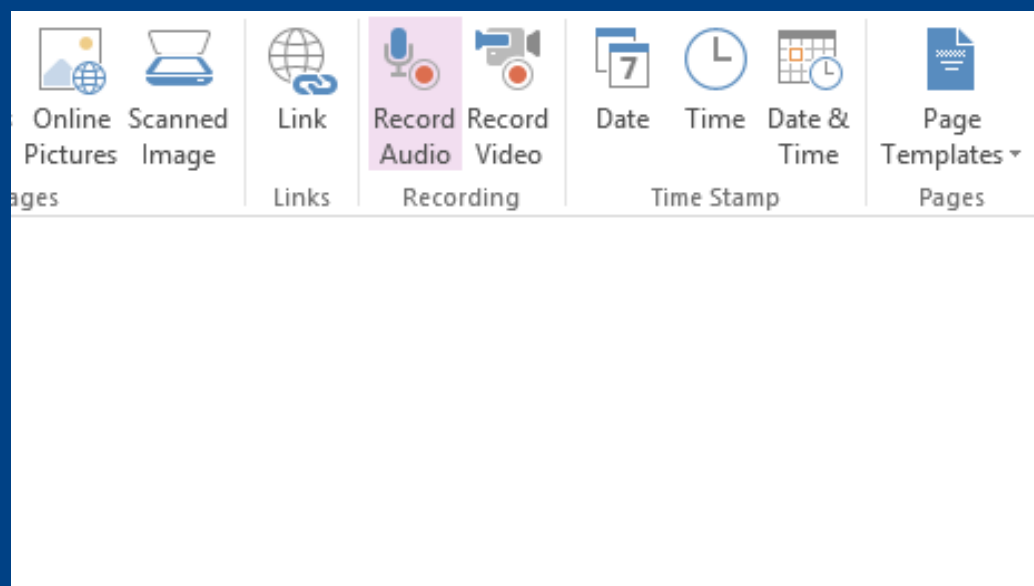 Online Pictures
Scanned Image
Link
Record Audio
Record Video
7
Date
Time
Date & Time
Page Templates
ages
Links
Recording
Time Stamp
Pages